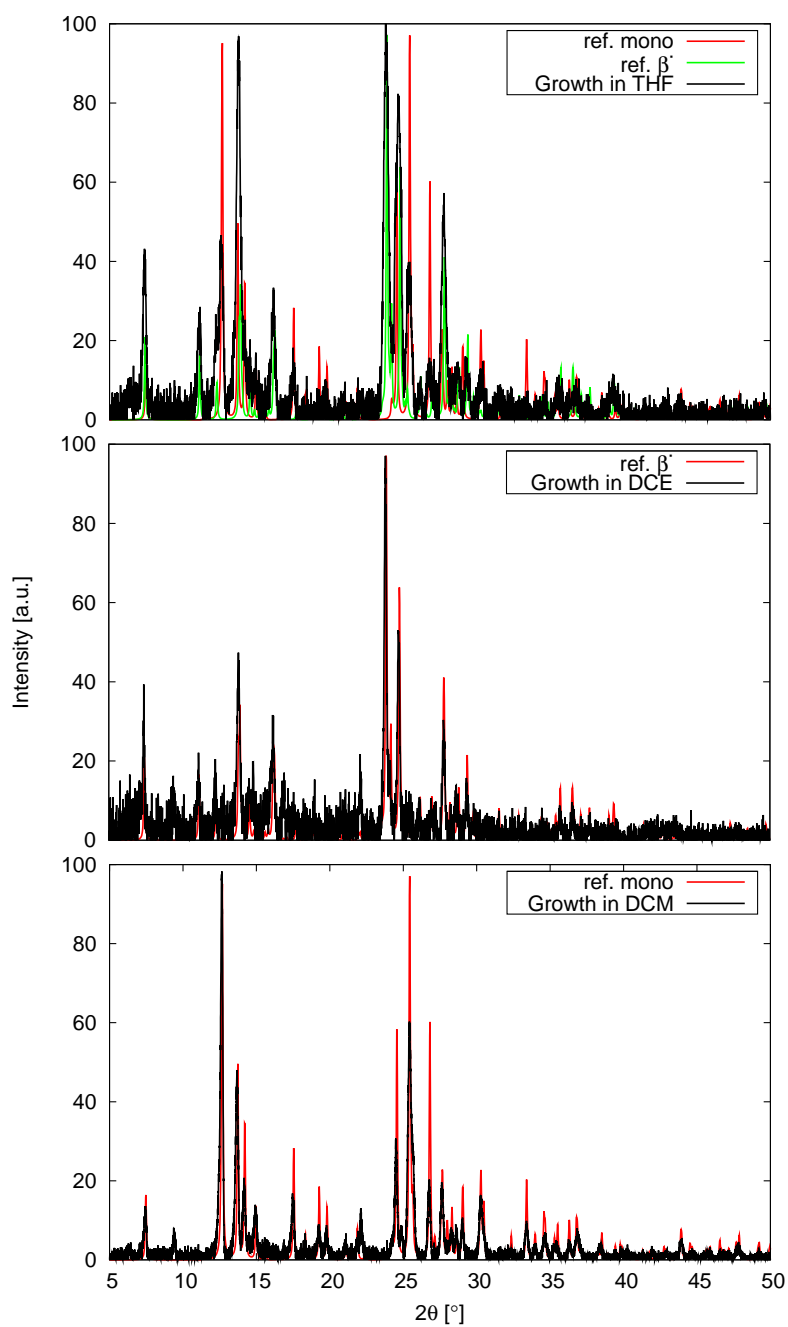 100
80
60
40
20
0
ref. mono
ref. β*
Growth in THF
100
80
60
40
20
0
ref. β*
Growth in DCE
Intensity [a.u.]
100
80
60
40
20
0
ref. mono
Growth in DCM
5 10 15 20 25 30 35 40 45 50
2θ [°]